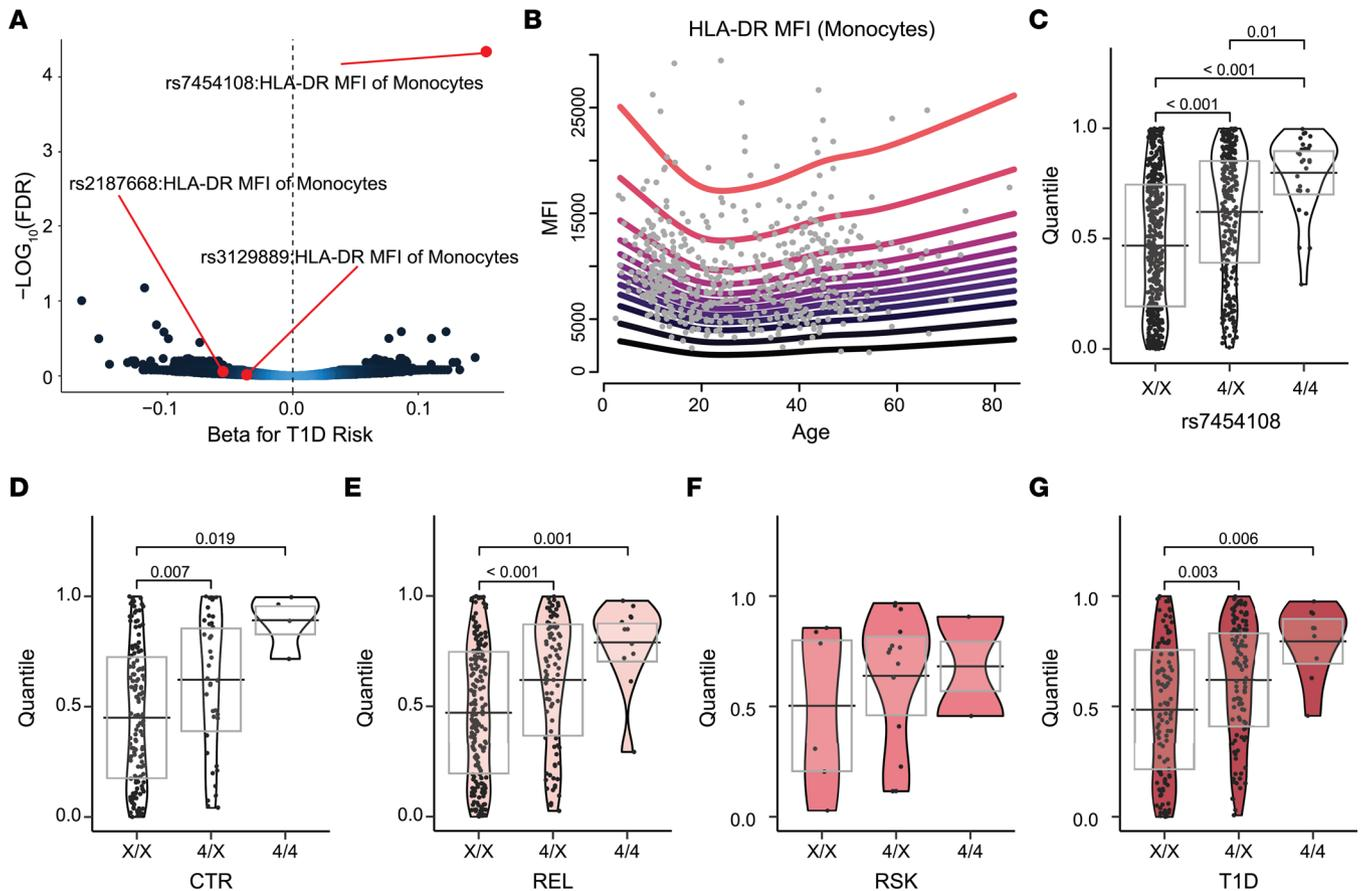 A
−LOG10(FDR)
4
3
2
1
0
rs7454108:HLA-DR MFI of Monocytes
rs2187668:HLA-DR MFI of Monocytes
rs3129889:HLA-DR MFI of Monocytes
−0.1
0.0
0.1
Beta for T1D Risk
B
HLA-DR MFI (Monocytes)
MFI
25000
15000
5000
0
0
20
40
60
80
Age
C
0.01
< 0.001
< 0.001
Quantile
1.0
0.5
0.0
X/X
4/X
4/4
rs7454108
D
0.019
0.007
Quantile
1.0
0.5
0.0
X/X
4/X
4/4
CTR
E
0.001
< 0.001
Quantile
1.0
0.5
0.0
X/X
4/X
4/4
REL
F
Quantile
1.0
0.5
0.0
X/X
4/X
4/4
RSK
G
0.006
0.003
Quantile
1.0
0.5
0.0
X/X
4/X
4/4
T1D